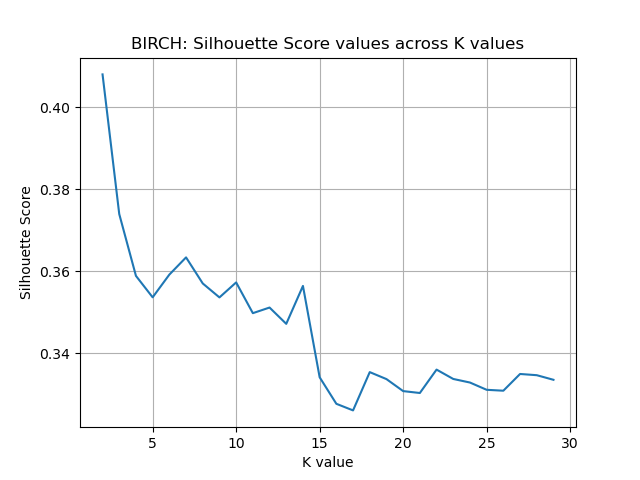 BIRCH: Silhouette Score values across K values
Silhouette Score
0.40
0.38
0.36
0.34
5 10 15 20 25 30
K value